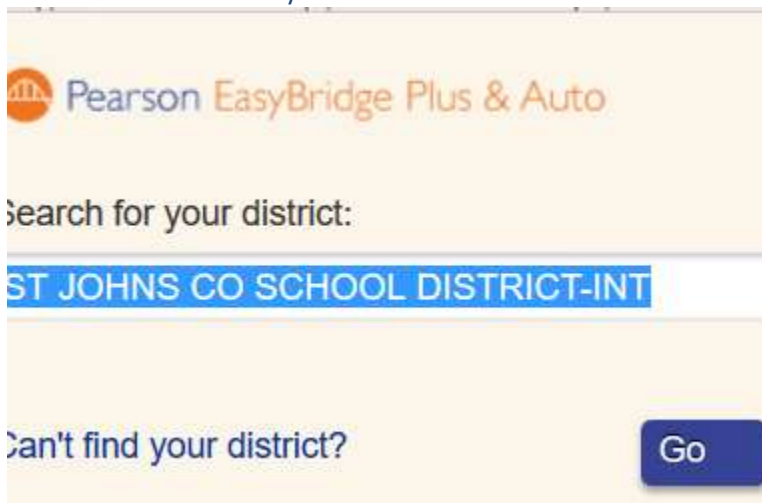 Pearson EasyBridge Plus & Auto
Search for your district:
ST JOHNS CO SCHOOL DISTRICT-INT
Can't find your district?
Go